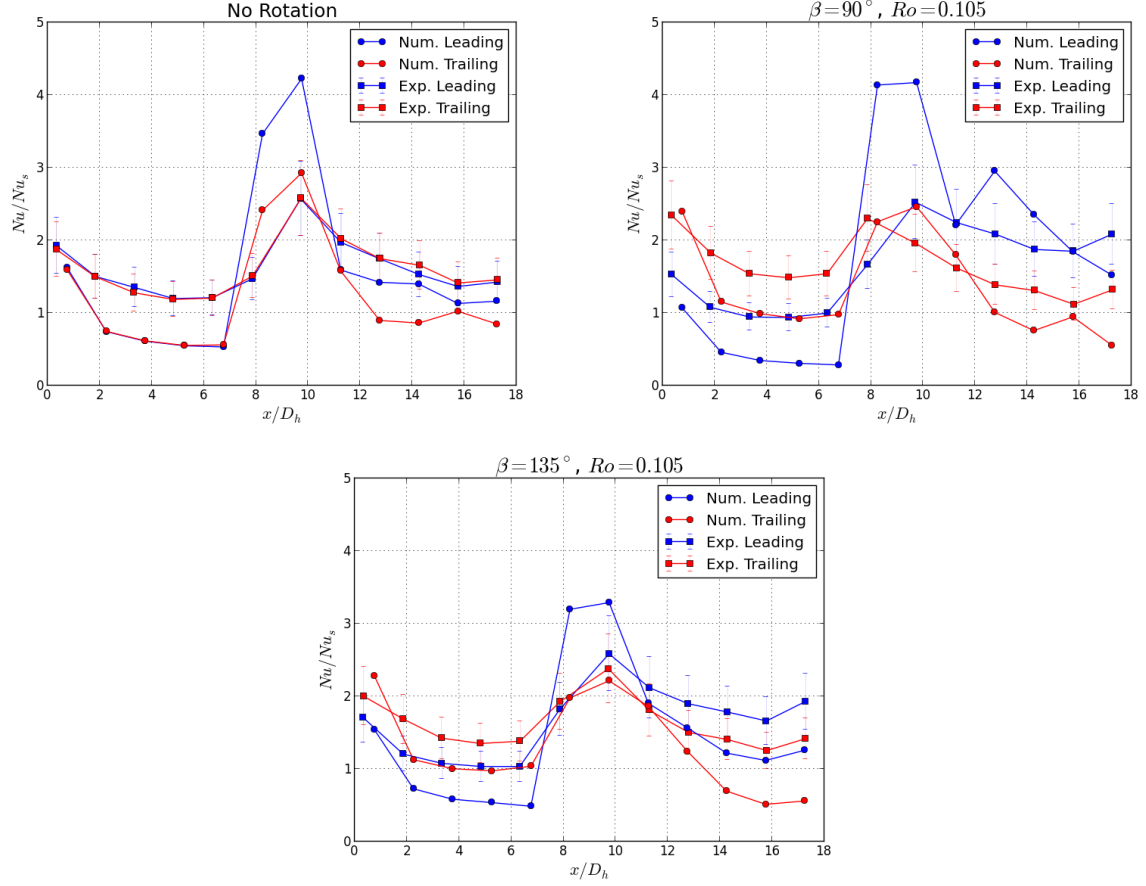 No Rotation
Nu/Nu_s
5
4
3
2
1
0
0 2 4 6 8 10 12 14 16 18
x/D_h
Num. Leading
Num. Trailing
Exp. Leading
Exp. Trailing
β=90°, Ro=0.105
Nu/Nu_s
5
4
3
2
1
0
0 2 4 6 8 10 12 14 16 18
x/D_h
Num. Leading
Num. Trailing
Exp. Leading
Exp. Trailing
β=135°, Ro=0.105
Nu/Nu_s
5
4
3
2
1
0
0 2 4 6 8 10 12 14 16 18
x/D_h
Num. Leading
Num. Trailing
Exp. Leading
Exp. Trailing